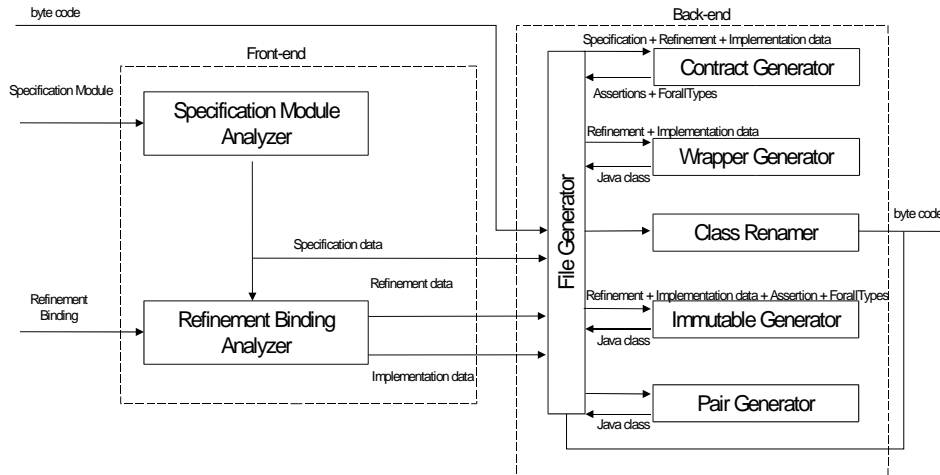 byte code
Back-end
Front-end
Specification + Refinement + Implementation data
Contract Generator
Assertions + ForallTypes
Specification Module
Specification Module
Analyzer
Refinement + Implementation data
Wrapper Generator
Java class
File Generator
byte code
Class Renamer
Specification data
Refinement data
Refinement
Binding
Refinement Binding
Analyzer
Implementation data
Refinement + Implementation data + Assertion + ForallTypes
Immutable Generator
Java class
Pair Generator
Java class